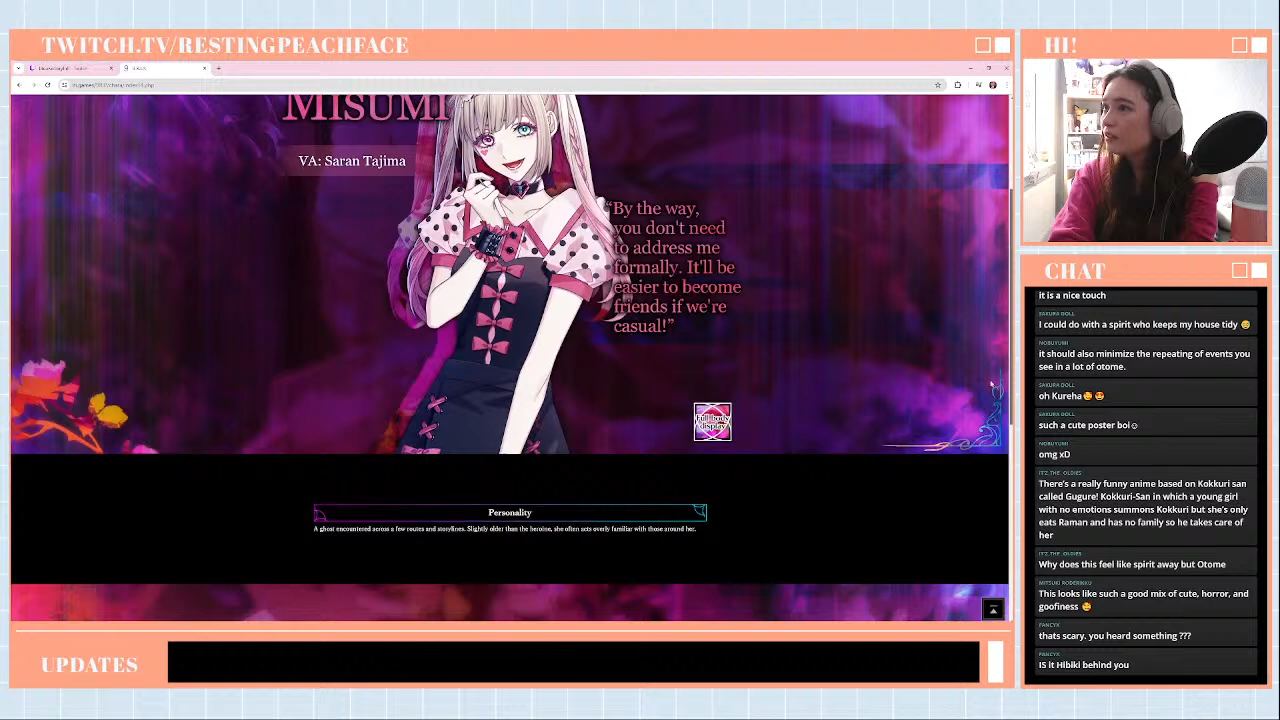 TWITCH.TV/RESTINGPEACHFACE
HI!
MISUMI
VA: Saran Tajima
“By the way,
you don't need
to address me
formally. It'll be
easier to become
friends if we're
casual!”
Full body
display
Personality
A ghost encountered across a few routes and storylines. Slightly older than the heroine, she often acts overly familiar with those around her.
CHAT
it is a nice touch
SAKURA DOLL
I could do with a spirit who keeps my house tidy
NOBUYUMI
it should also minimize the repeating of events you
see in a lot of otome.
SAKURA DOLL
oh Kureha
SAKURA DOLL
such a cute poster boi
NOBUYUMI
omg xD
ITZ_THE_OLDIES
There's a really funny anime based on Kokkuri san
called Gugure! Kokkuri-San in which a young girl
with no emotions summons Kokkuri but she's only
eats Raman and has no family so he takes care of
her
ITZ_THE_OLDIES
Why does this feel like spirit away but Otome
MITSUKI RODERIKKU
This looks like such a good mix of cute, horror, and
goofiness
FANCYX
thats scary. you heard something ???
FANCYX
IS it Hibiki behind you
UPDATES